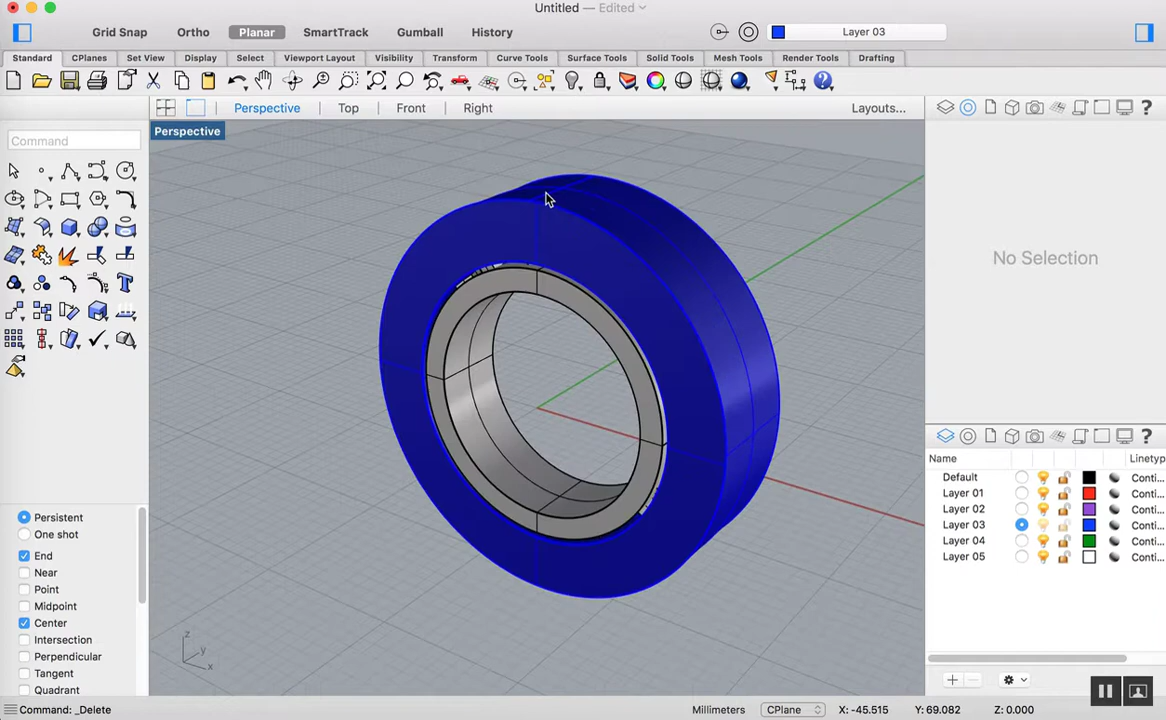 Untitled — Edited
Grid Snap Ortho Planar SmartTrack Gumball History Layer 03
Standard CPlanes Set View Display Select Viewport Layout Visibility Transform Curve Tools Surface Tools Solid Tools Mesh Tools Render Tools Drafting
Perspective Top Front Right Layouts...
Perspective
Command
No Selection
Name Linetyp
Default Conti...
Layer 01 Conti...
Layer 02 Conti...
Layer 03 Conti...
Layer 04 Conti...
Layer 05 Conti...
Persistent
One shot
End
Near
Point
Midpoint
Center
Intersection
Perpendicular
Tangent
Quadrant
z
y
x
Command: _Delete Millimeters CPlane X: -45.515 Y: 69.082 Z: 0.000